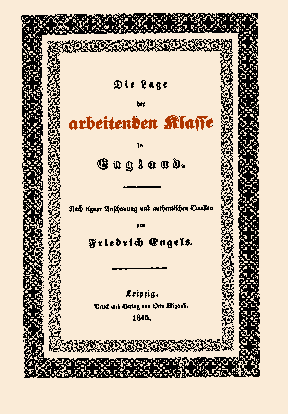 Die Lage
der
arbeitenden Klasse
in
England.
Nach eigner Anschauung und authentischen Quellen
von
Friedrich Engels.
Leipzig.
Druck und Verlag von Otto Wigand.
1845.